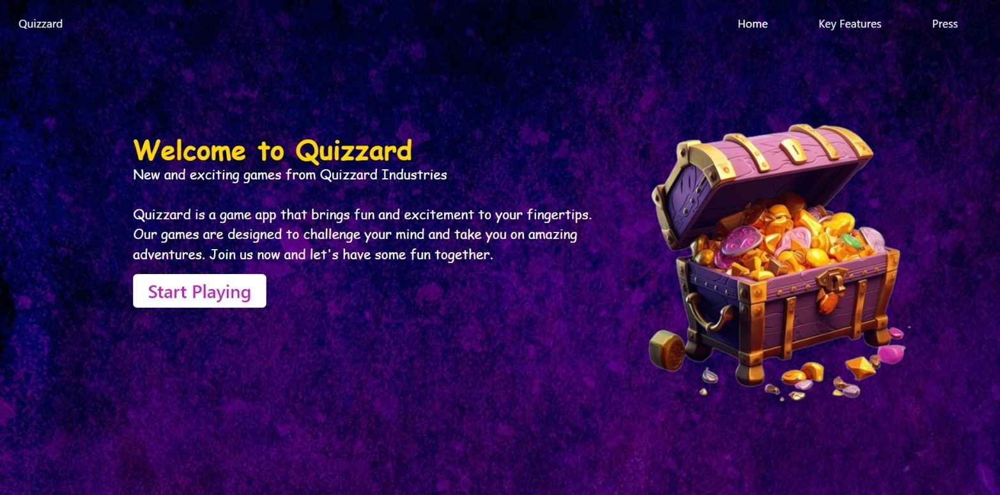 Quizzard
Home
Key Features
Press
Welcome to Quizzard
New and exciting games from Quizzard Industries
Quizzard is a game app that brings fun and excitement to your fingertips.
Our games are designed to challenge your mind and take you on amazing
adventures. Join us now and let's have some fun together.
Start Playing